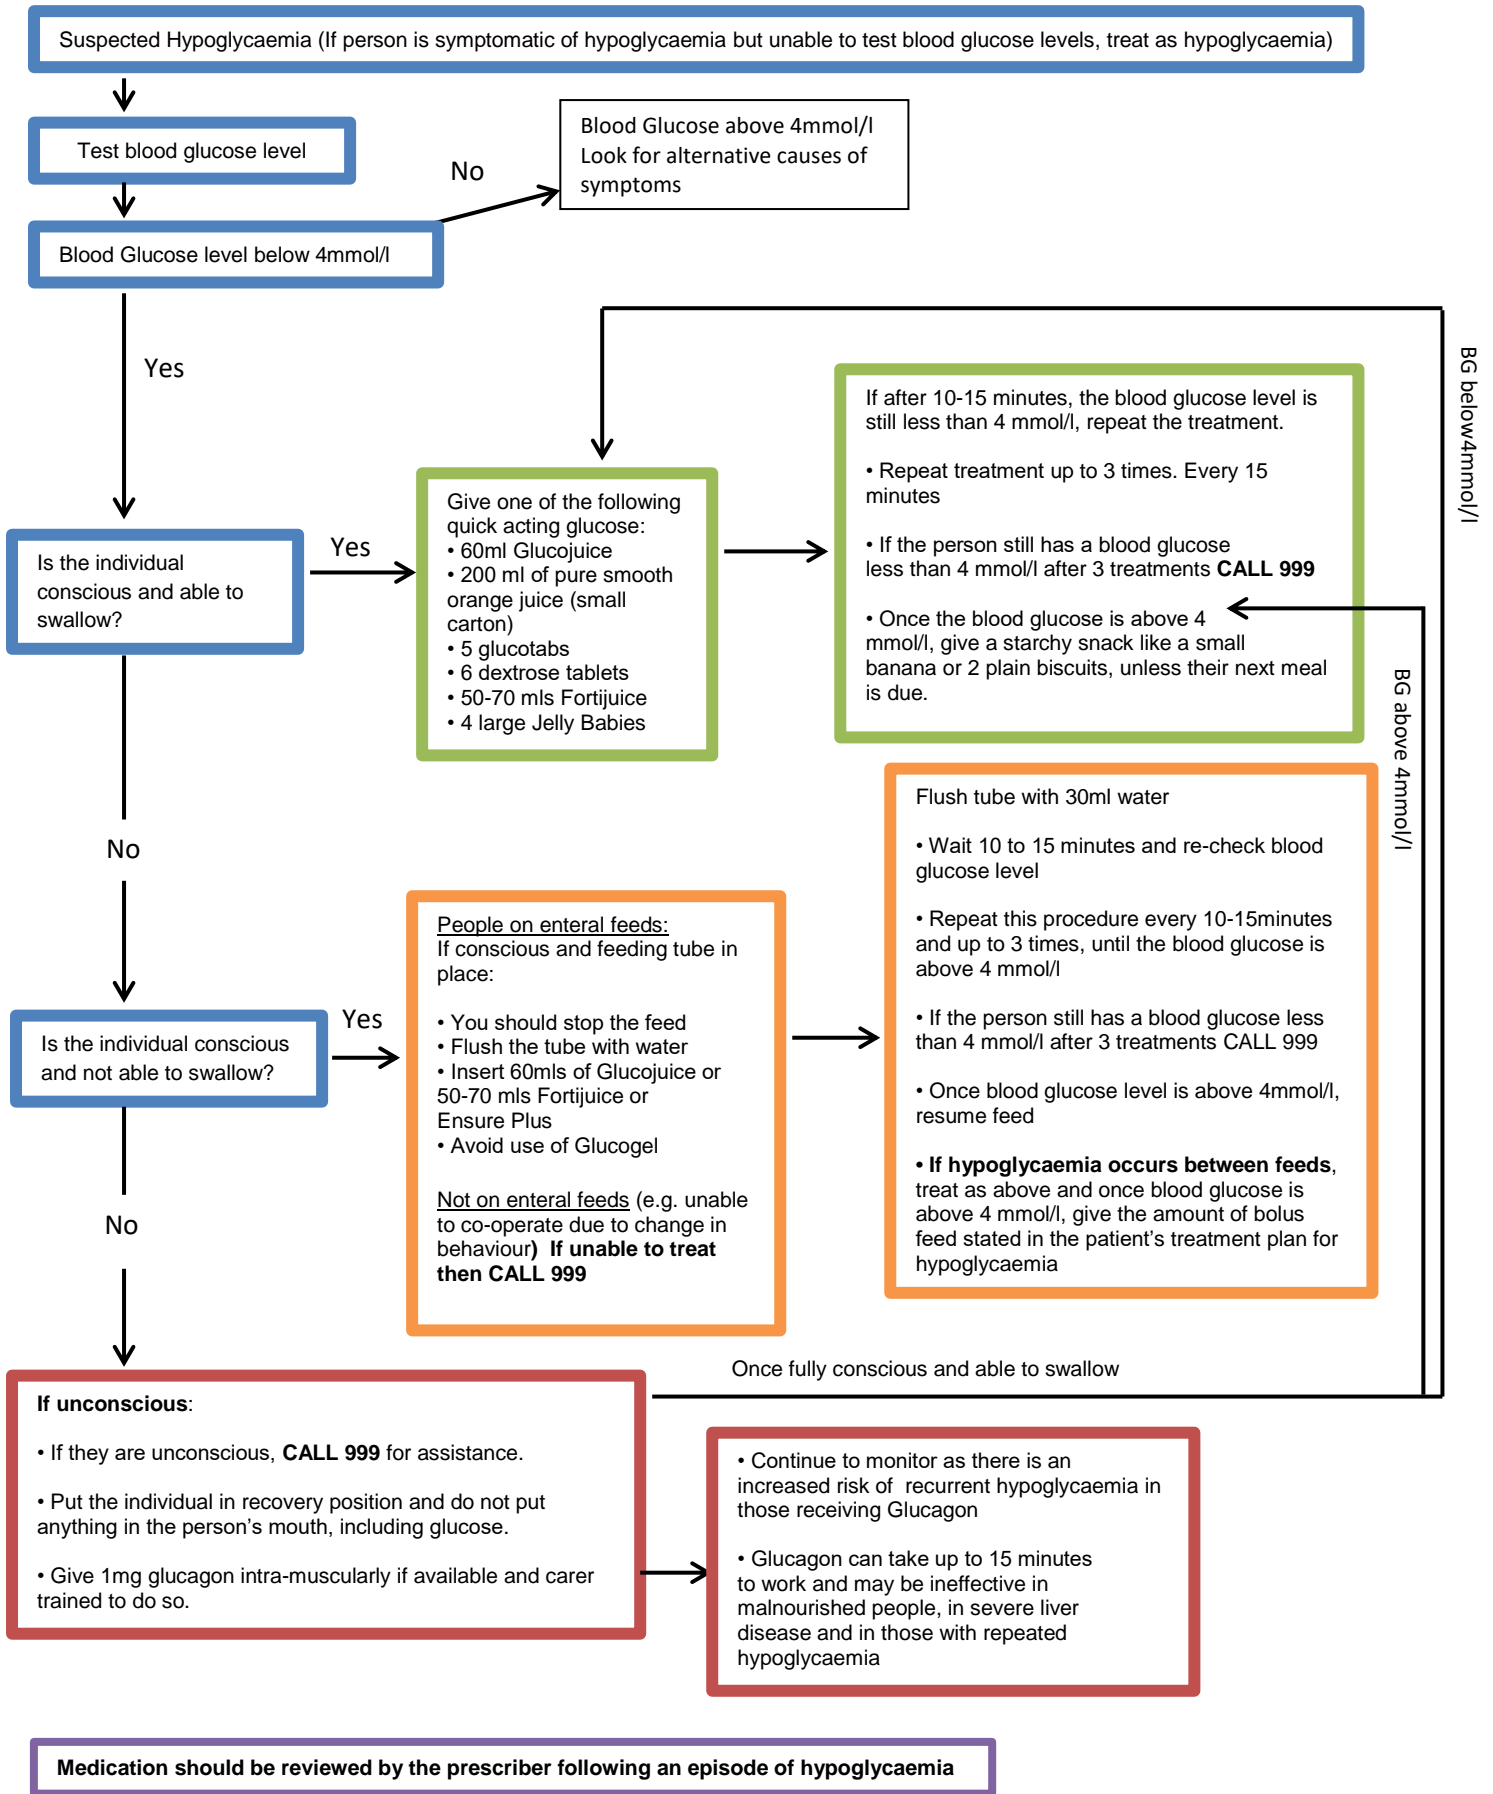 Suspected Hypoglycaemia (If person is symptomatic of hypoglycaemia but unable to test blood glucose levels, treat as hypoglycaemia)
Test blood glucose level
No
Blood Glucose above 4mmol/l
Look for alternative causes of
symptoms
Blood Glucose level below 4mmol/l
Yes
Is the individual
conscious and able to
swallow?
Yes
Give one of the following
quick acting glucose:
• 60ml Glucojuice
• 200 ml of pure smooth
orange juice (small
carton)
• 5 glucotabs
• 6 dextrose tablets
• 50-70 mls Fortijuice
• 4 large Jelly Babies
If after 10-15 minutes, the blood glucose level is
still less than 4 mmol/l, repeat the treatment.
• Repeat treatment up to 3 times. Every 15
minutes
• If the person still has a blood glucose
less than 4 mmol/l after 3 treatments CALL 999
• Once the blood glucose is above 4
mmol/l, give a starchy snack like a small
banana or 2 plain biscuits, unless their next meal
is due.
BG below4mmol/l
BG above 4mmol/l
No
Is the individual conscious
and not able to swallow?
Yes
People on enteral feeds:
If conscious and feeding tube in
place:
• You should stop the feed
• Flush the tube with water
• Insert 60mls of Glucojuice or
50-70 mls Fortijuice or
Ensure Plus
• Avoid use of Glucogel
Not on enteral feeds (e.g. unable
to co-operate due to change in
behaviour) If unable to treat
then CALL 999
Flush tube with 30ml water
• Wait 10 to 15 minutes and re-check blood
glucose level
• Repeat this procedure every 10-15minutes
and up to 3 times, until the blood glucose is
above 4 mmol/l
• If the person still has a blood glucose less
than 4 mmol/l after 3 treatments CALL 999
• Once blood glucose level is above 4mmol/l,
resume feed
• If hypoglycaemia occurs between feeds,
treat as above and once blood glucose is
above 4 mmol/l, give the amount of bolus
feed stated in the patient's treatment plan for
hypoglycaemia
No
If unconscious:
• If they are unconscious, CALL 999 for assistance.
• Put the individual in recovery position and do not put
anything in the person's mouth, including glucose.
• Give 1mg glucagon intra-muscularly if available and carer
trained to do so.
Once fully conscious and able to swallow
• Continue to monitor as there is an
increased risk of recurrent hypoglycaemia in
those receiving Glucagon
• Glucagon can take up to 15 minutes
to work and may be ineffective in
malnourished people, in severe liver
disease and in those with repeated
hypoglycaemia
Medication should be reviewed by the prescriber following an episode of hypoglycaemia